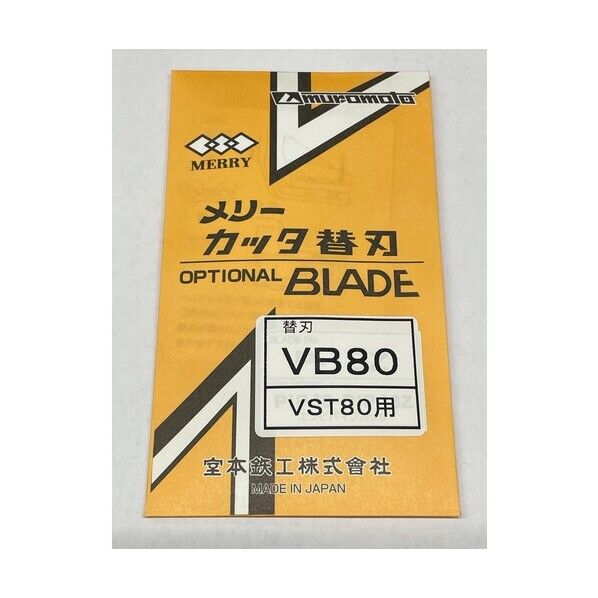 muromoto
MERRY
メリー
カッタ替刃
OPTIONAL BLADE
替刃
VB80
VST80用
室本鉄工株式會社
MADE IN JAPAN